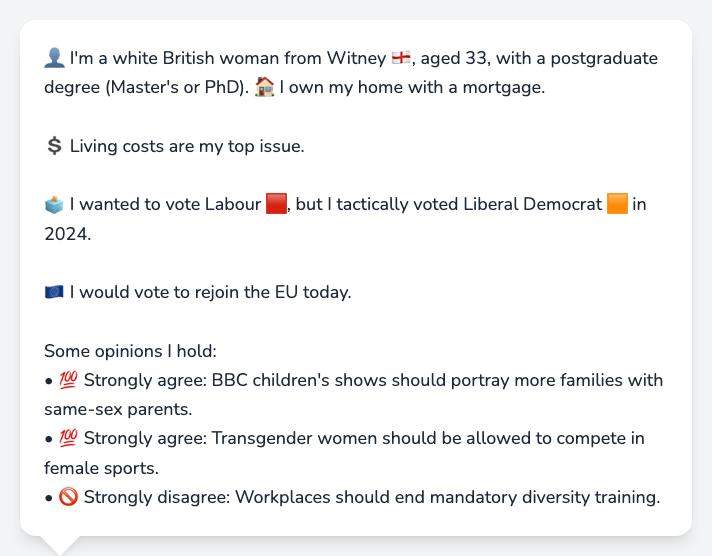 👤 I'm a white British woman from Witney 🏴󠁧󠁢󠁥󠁮󠁧󠁿, aged 33, with a postgraduate
degree (Master's or PhD). 🏠 I own my home with a mortgage.
💲 Living costs are my top issue.
🗳️ I wanted to vote Labour 🟥, but I tactically voted Liberal Democrat 🟧 in
2024.
🇪🇺 I would vote to rejoin the EU today.
Some opinions I hold:
• 💯 Strongly agree: BBC children's shows should portray more families with
same-sex parents.
• 💯 Strongly agree: Transgender women should be allowed to compete in
female sports.
• 🚫 Strongly disagree: Workplaces should end mandatory diversity training.